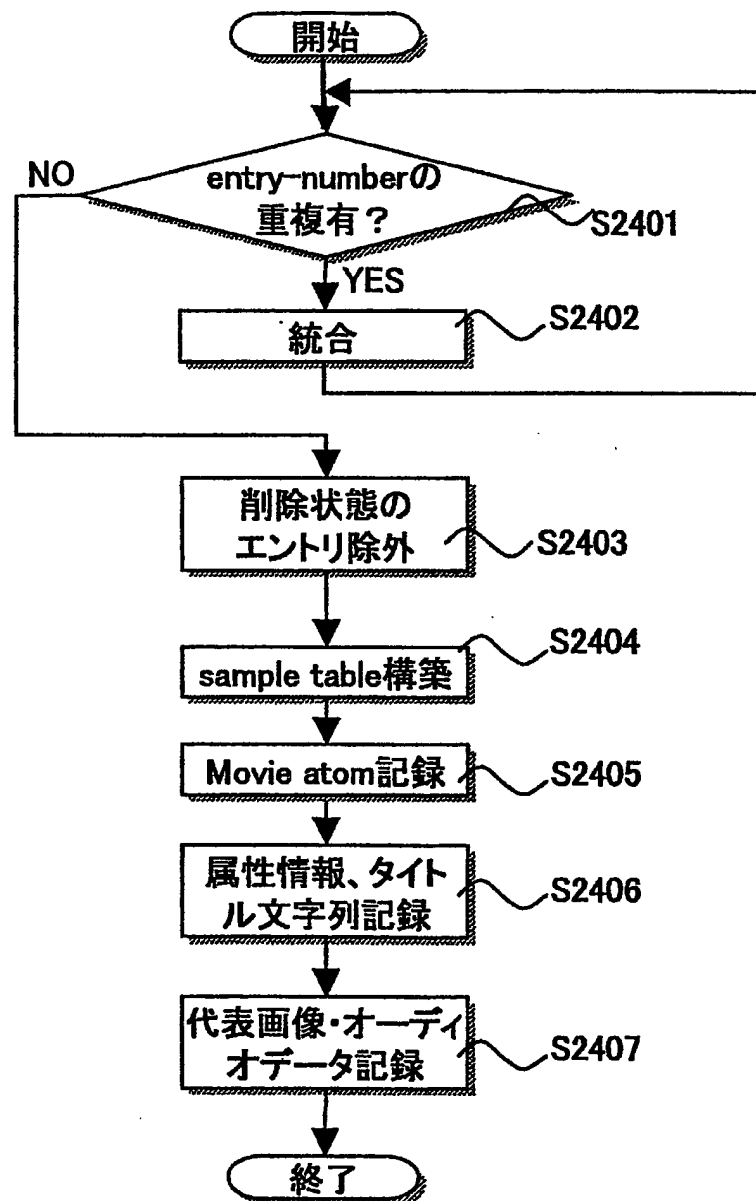 開始
NO
entry-numberの
重複有?
S2401
YES
S2402
統合
削除状態の
エントリ除外
S2403
S2404
sample table構築
Movie atom記録
S2405
属性情報、タイト
ル文字列記録
S2406
代表画像・オーディ
オデータ記録
S2407
終了